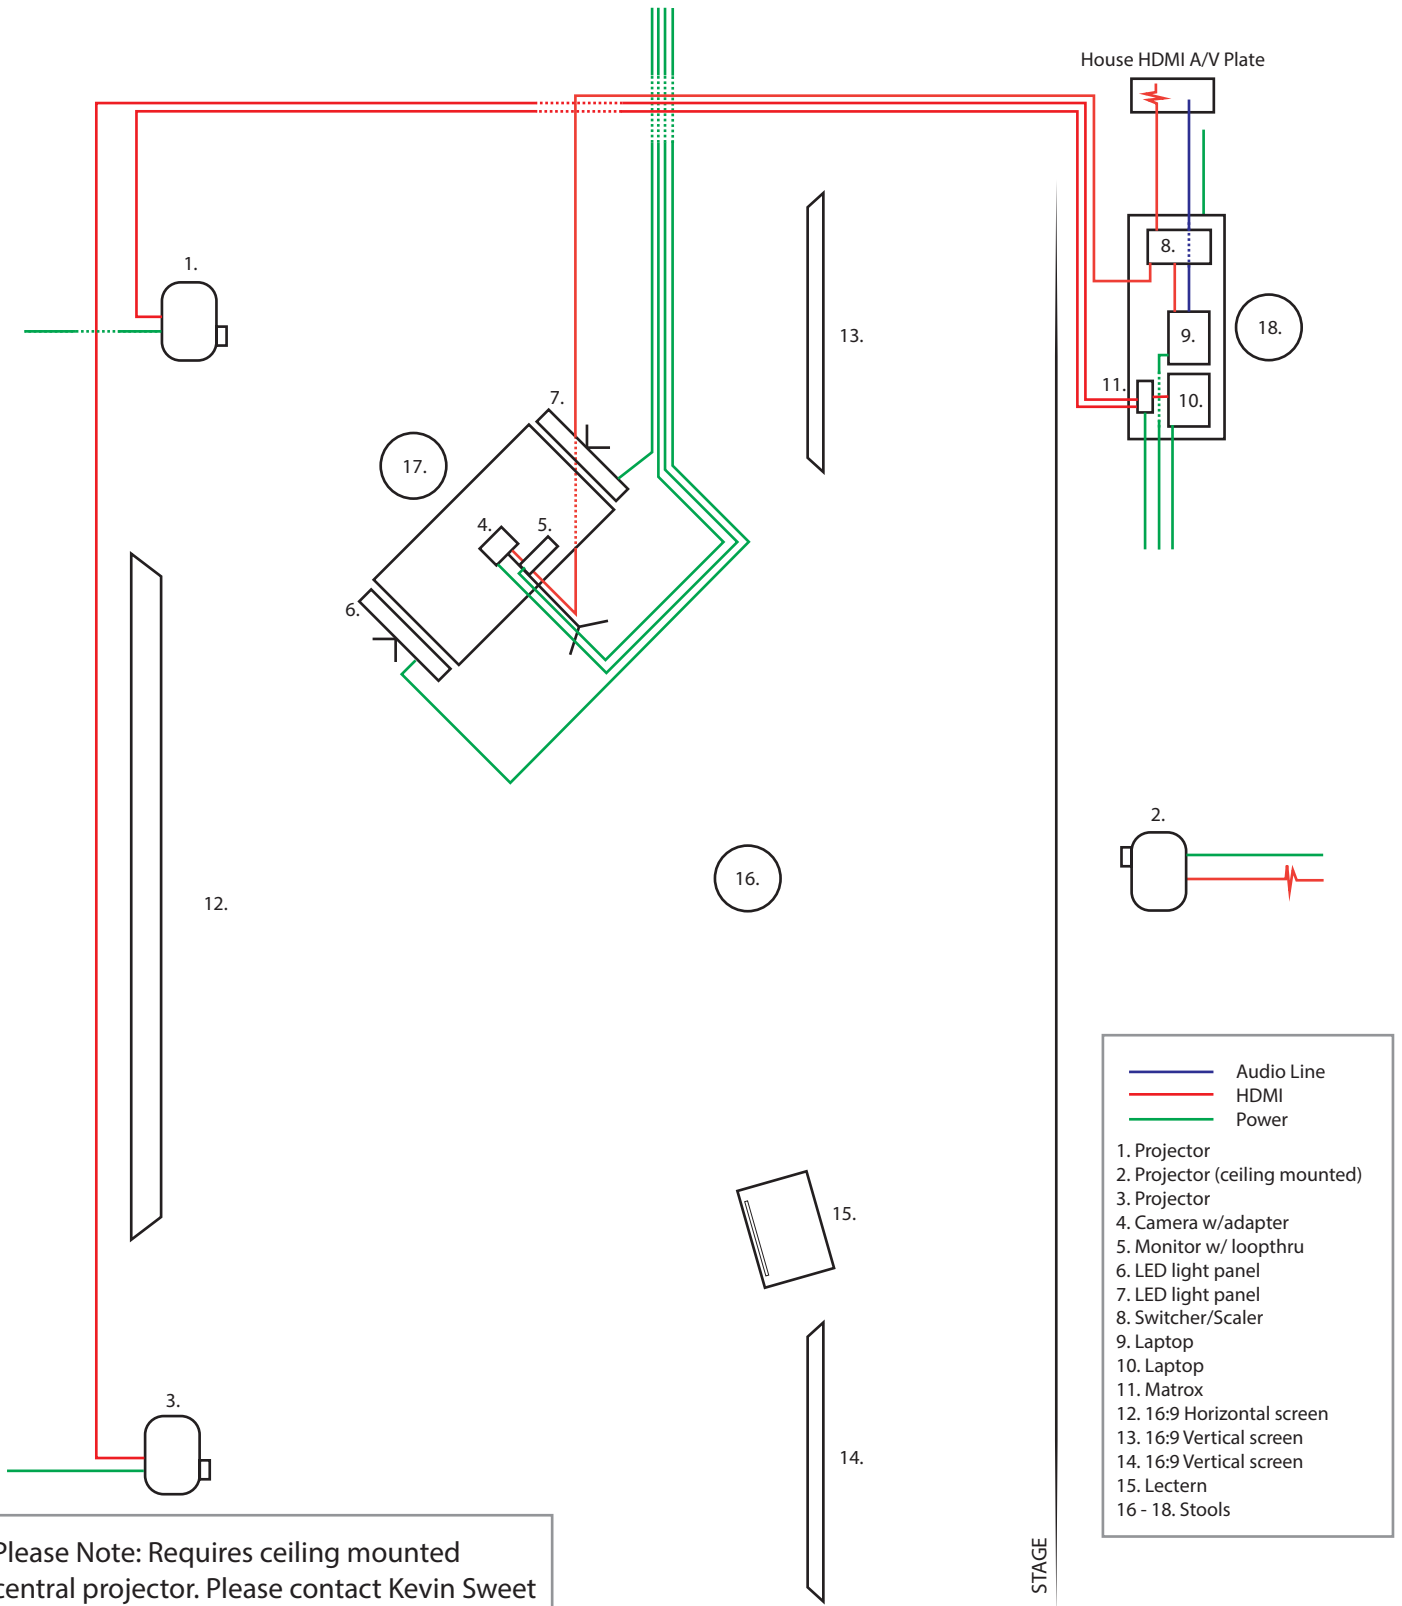 House HDMI A/V Plate
1.
8.
18.
13.
9.
11.
10.
7.
17.
4.
5.
6.
2.
16.
12.
15.
3.
14.
STAGE
Audio Line
HDMI
Power
1. Projector
2. Projector (ceiling mounted)
3. Projector
4. Camera w/adapter
5. Monitor w/ loopthru
6. LED light panel
7. LED light panel
8. Switcher/Scaler
9. Laptop
10. Laptop
11. Matrox
12. 16:9 Horizontal screen
13. 16:9 Vertical screen
14. 16:9 Vertical screen
15. Lectern
16 - 18. Stools
Please Note: Requires ceiling mounted
central projector. Please contact Kevin Sweet